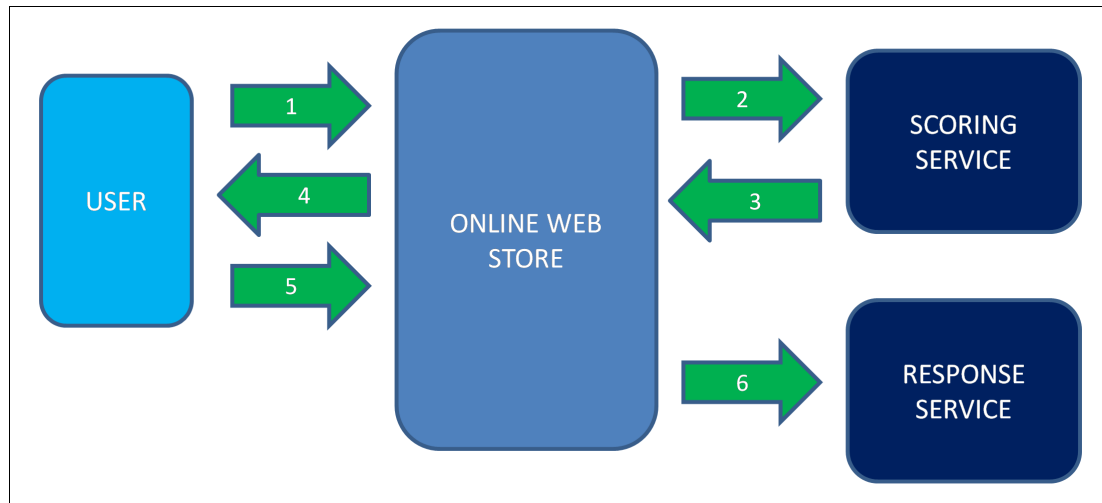 1
2
SCORING
SERVICE
USER
4
3
ONLINE WEB
STORE
5
6
RESPONSE
SERVICE